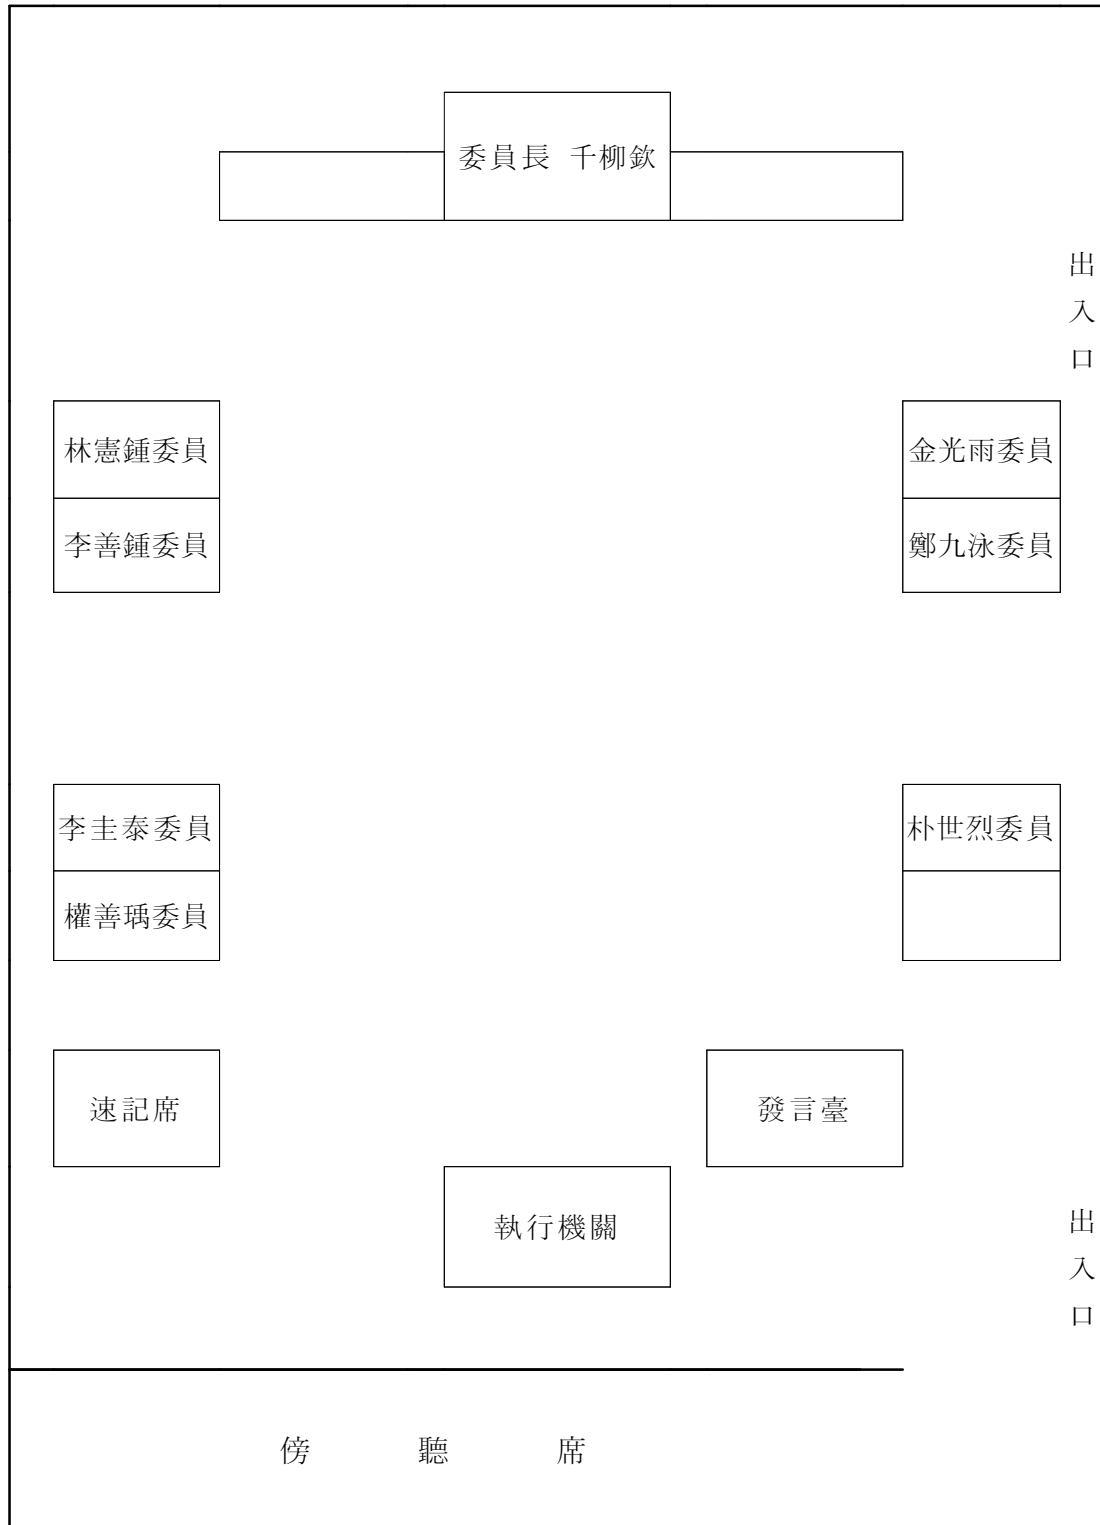 委員長 千柳欽
出
入
口
林憲鍾委員
金光雨委員
李善鍾委員
鄭九泳委員
李圭泰委員
朴世烈委員
權善瑀委員
速記席
發言臺
執行機關
出
入
口
傍 聽 席